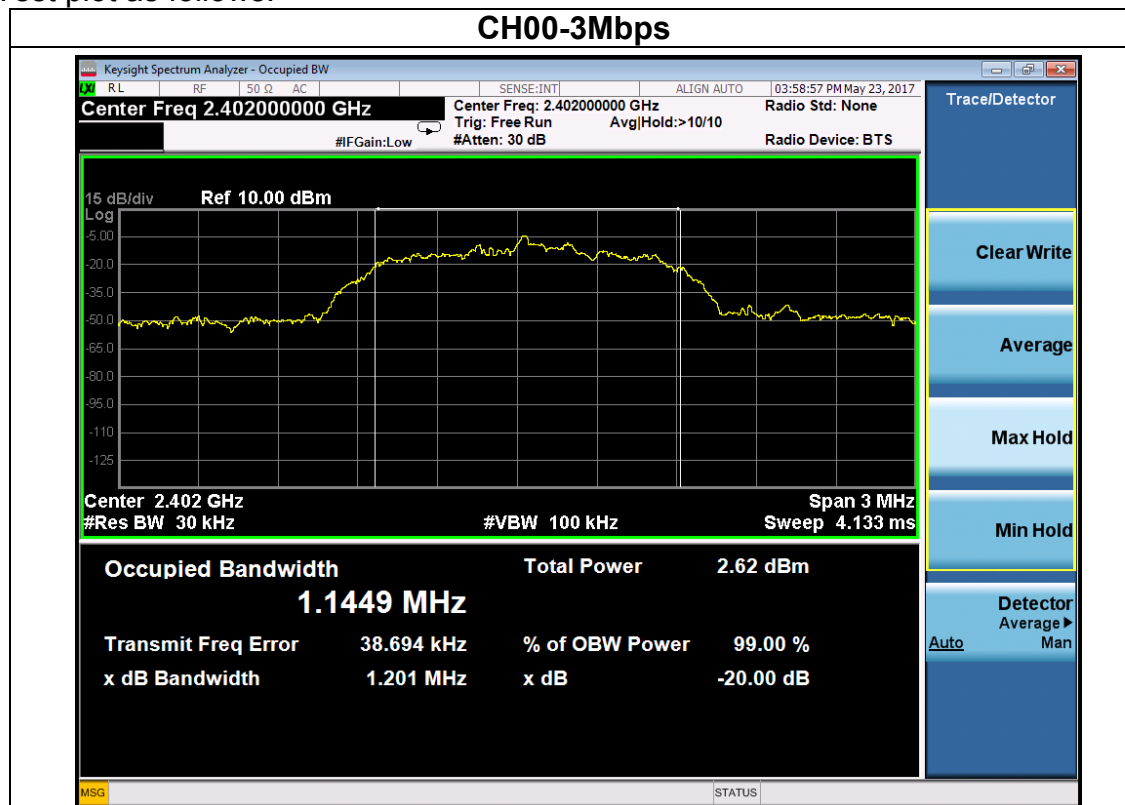 Test plot as follows:
CH00-3Mbps
Keysight Spectrum Analyzer - Occupied BW
LXI RL RF 50 Ω AC SENSE:INT ALIGN AUTO 03:58:57 PM May 23, 2017
Center Freq 2.402000000 GHz
Center Freq: 2.402000000 GHz Radio Std: None
Trig: Free Run Avg|Hold:>10/10
#IFGain:Low #Atten: 30 dB Radio Device: BTS
Trace/Detector
15 dB/div Ref 10.00 dBm
Log
-5.00
-20.0
-35.0
-50.0
-65.0
-80.0
-95.0
-110
-125
Center 2.402 GHz Span 3 MHz
#Res BW 30 kHz #VBW 100 kHz Sweep 4.133 ms
Occupied Bandwidth Total Power 2.62 dBm
1.1449 MHz
Transmit Freq Error 38.694 kHz % of OBW Power 99.00 %
x dB Bandwidth 1.201 MHz x dB -20.00 dB
Clear Write
Average
Max Hold
Min Hold
Detector
Average▶
Auto Man
MSG STATUS